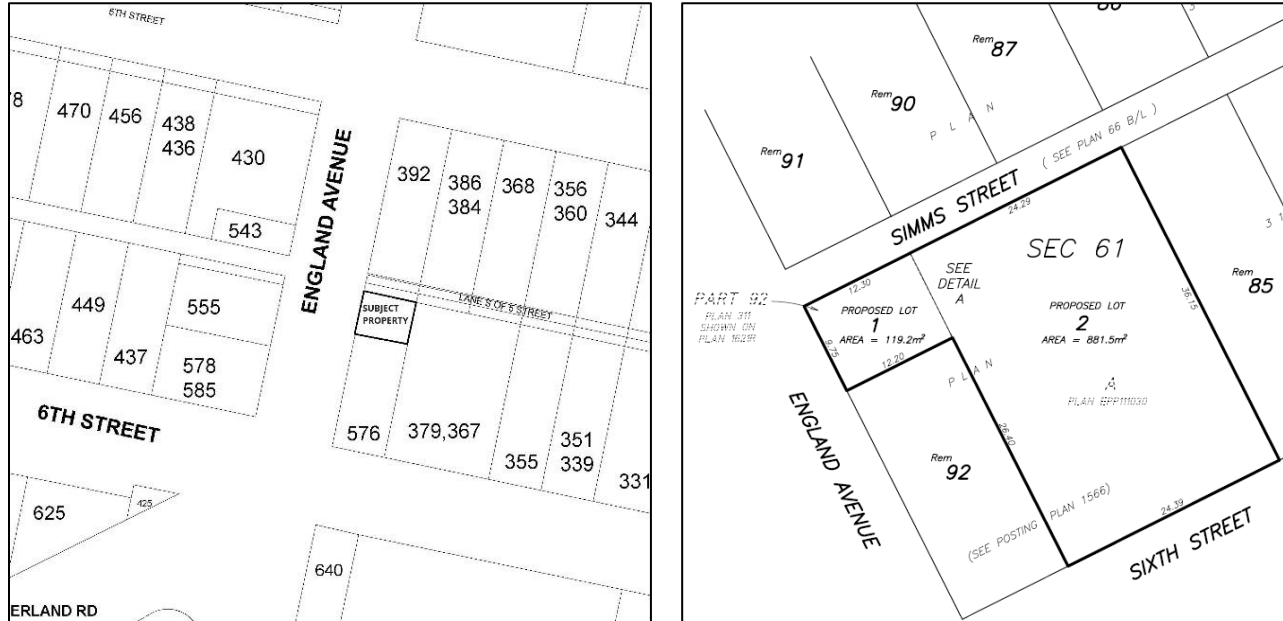 6TH STREET
470
456
438
436
430
543
ENGLAND AVENUE
392
386
384
368
356
360
344
LANE S OF 5 STREET
SUBJECT
PROPERTY
449
463
437
555
578
585
6TH STREET
576
379,367
355
351
339
331
625
425
640
ERLAND RD
Rem 87
Rem 90
Rem 91
PLAN
SIMMS STREET
( SEE PLAN 66 B/L )
24.29
SEC 61
Rem 85
36.15
12.30
SEE
DETAIL
A
PART 92
PLAN 311
SHOWN ON
PLAN 1621R
PROPOSED LOT
1
AREA = 119.2m²
9.75
12.20
PROPOSED LOT
2
AREA = 881.5m²
PLAN
A
PLAN EPP111030
ENGLAND AVENUE
26.40
Rem 92
(SEE POSTING PLAN 1566)
24.39
SIXTH STREET